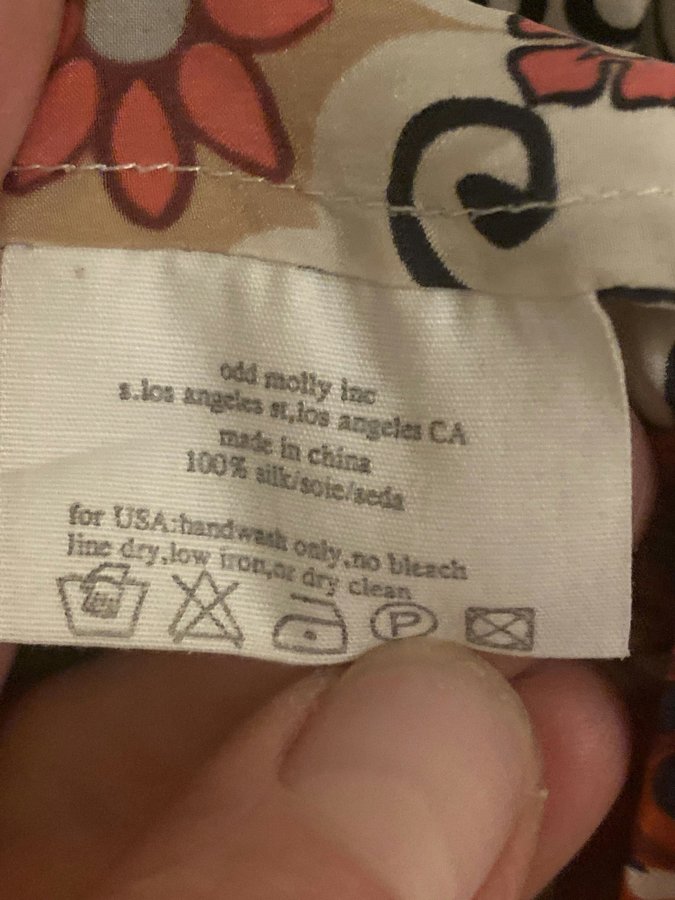 odd molly inc
s.los angeles st,los angeles CA
made in china
100% silk/soie/seda
for USA:handwash only,no bleach
line dry,low iron,or dry clean
P